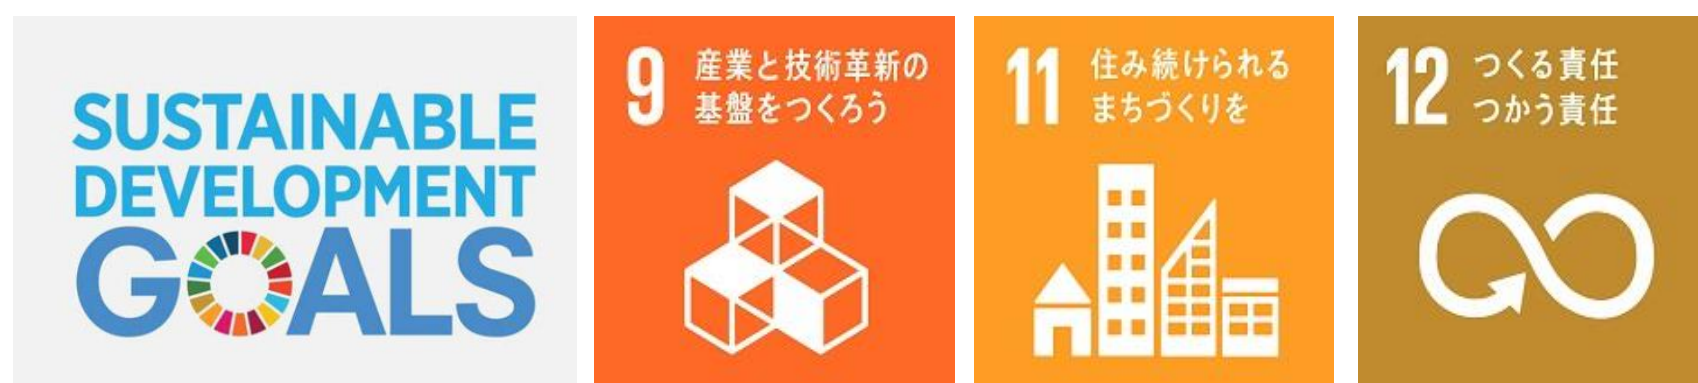 SUSTAINABLE
DEVELOPMENT
GOALS
9
産業と技術革新の
基盤をつくろう
11
住み続けられる
まちづくりを
12
つくる責任
つかう責任